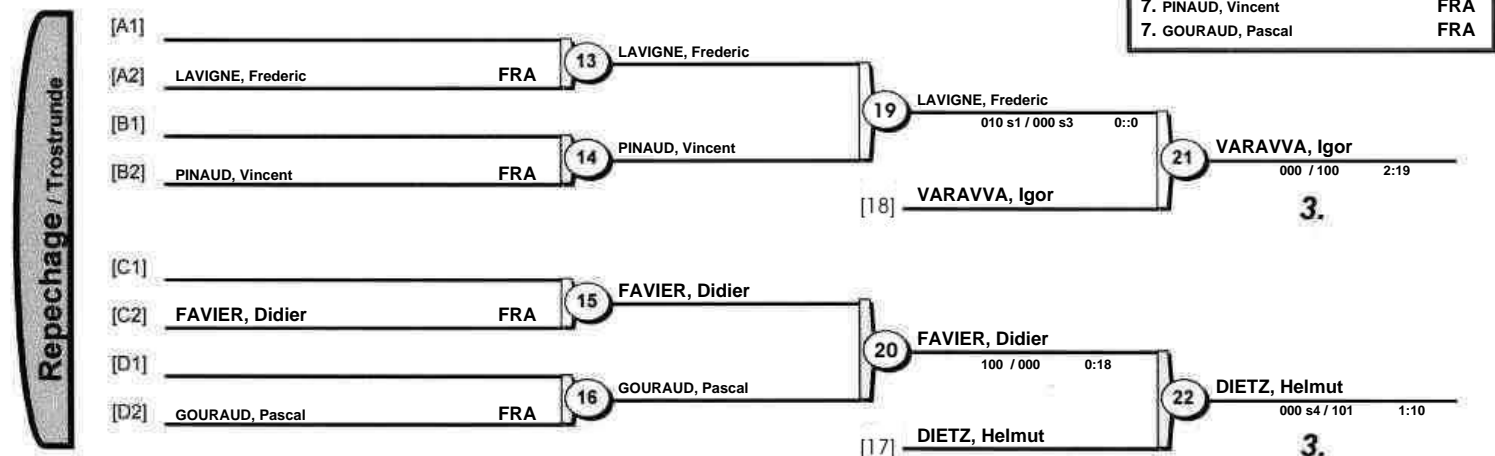 7. PINAUD, Vincent FRA
7. GOURAUD, Pascal FRA
Repechage / Trostrunde
[A1]
[A2] LAVIGNE, Frederic FRA
13 LAVIGNE, Frederic
[B1]
[B2] PINAUD, Vincent FRA
14 PINAUD, Vincent
19 LAVIGNE, Frederic
010 s1 / 000 s3 0::0
[18] VARAVVA, Igor
21 VARAVVA, Igor
000 / 100 2:19
3.
[C1]
[C2] FAVIER, Didier FRA
15 FAVIER, Didier
[D1]
[D2] GOURAUD, Pascal FRA
16 GOURAUD, Pascal
20 FAVIER, Didier
100 / 000 0:18
[17] DIETZ, Helmut
22 DIETZ, Helmut
000 s4 / 101 1:10
3.